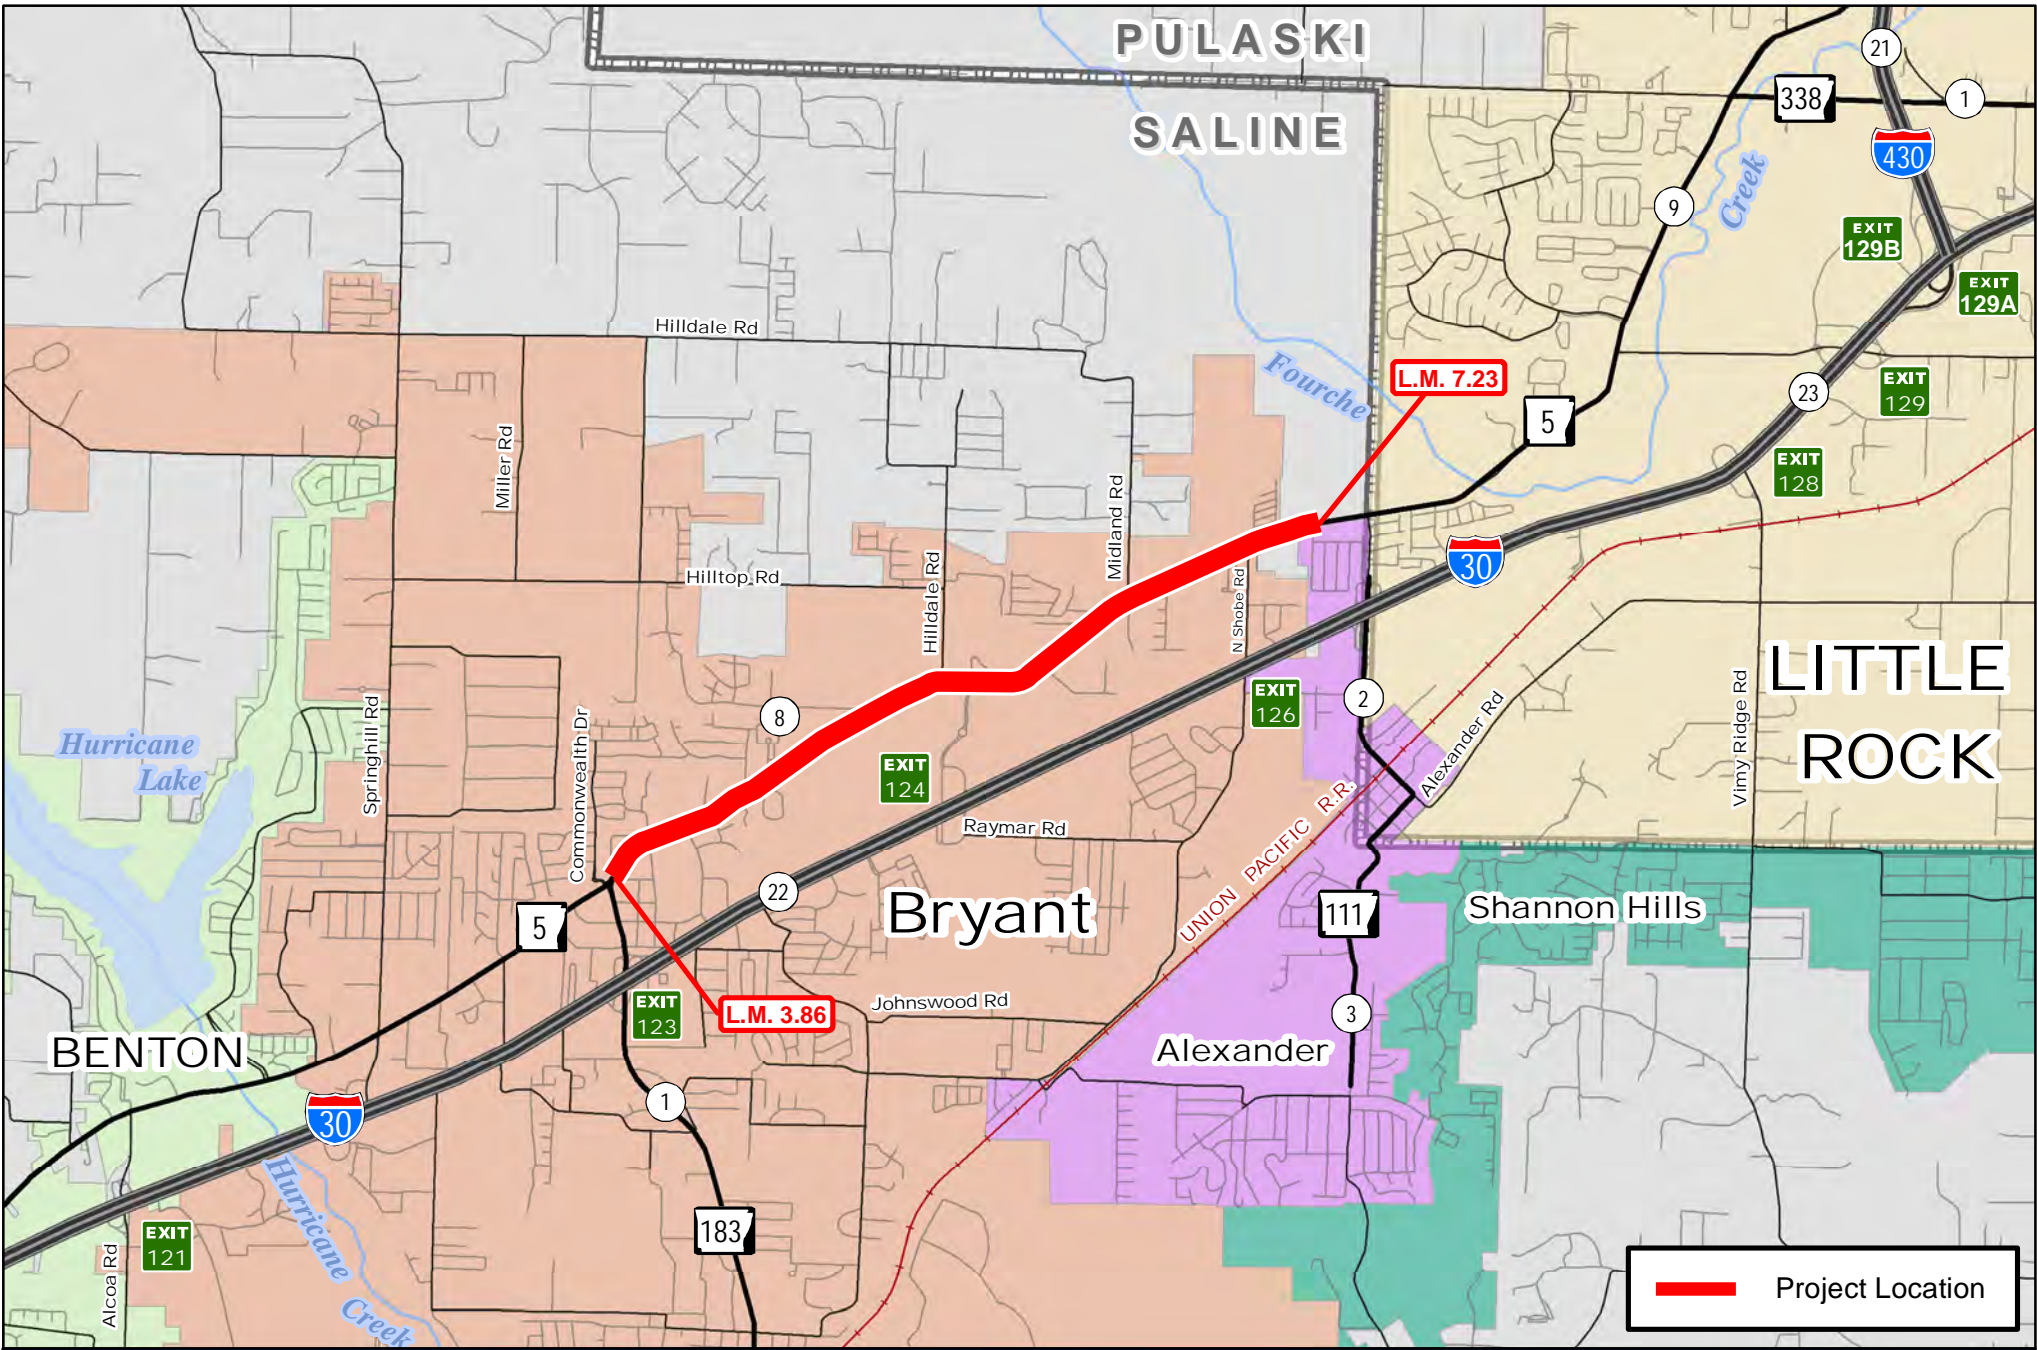 PULASKI
SALINE
21
338
1
430
9
Creek
EXIT
129B
EXIT
129A
Hilldale Rd
Fourche
L.M. 7.23
5
23
EXIT
129
EXIT
128
Miller Rd
Midland Rd
30
Hilltop Rd
Hilldale Rd
N Shobe Rd
LITTLE
ROCK
Vimy Ridge Rd
EXIT
126
2
Alexander Rd
8
Springhill Rd
Commonwealth Dr
Hurricane
Lake
EXIT
124
Raymar Rd
UNION PACIFIC R.R.
22
Bryant
5
111
Shannon Hills
EXIT
123
L.M. 3.86
Johnswood Rd
3
Alexander
BENTON
30
1
183
Hurricane
Creek
EXIT
121
Alcoa Rd
Project Location